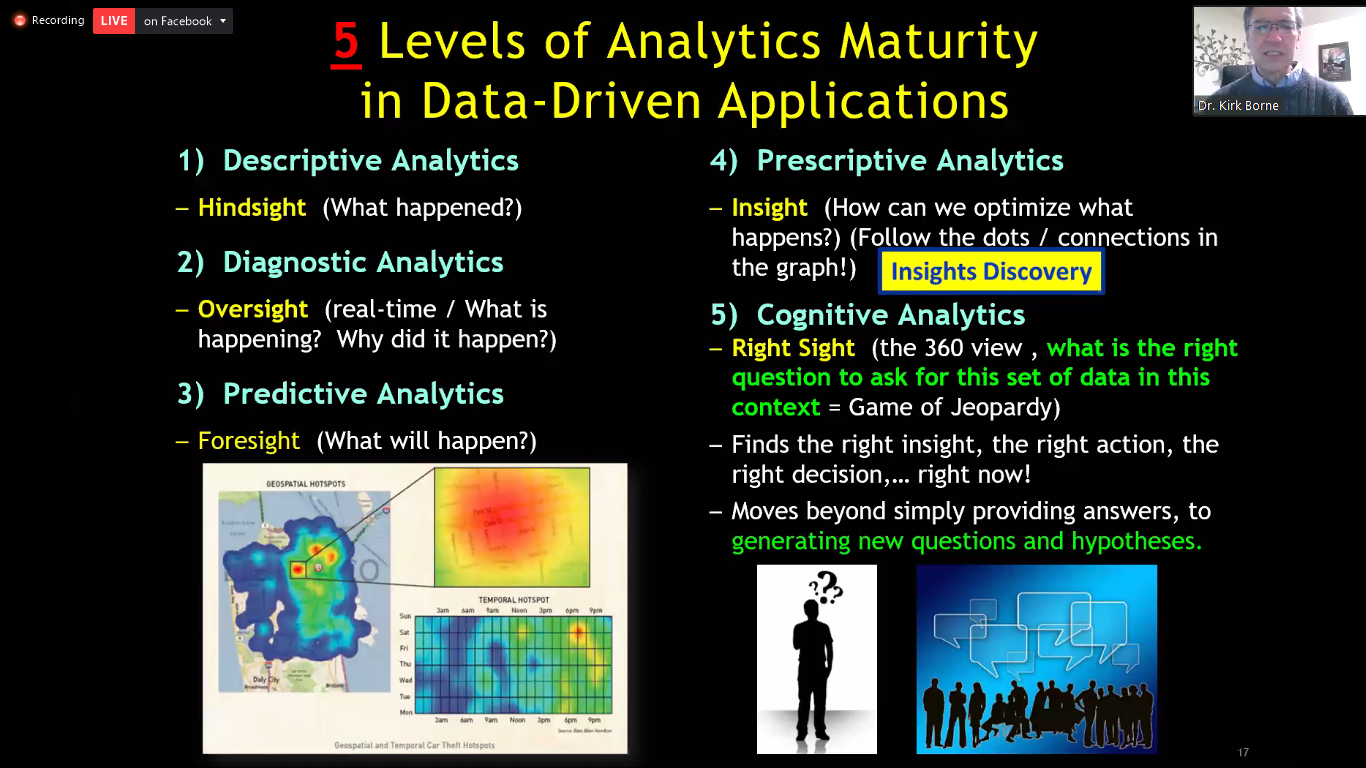 Recording
LIVE on Facebook
5 Levels of Analytics Maturity
in Data-Driven Applications
Dr. Kirk Borne
1) Descriptive Analytics
– Hindsight (What happened?)
2) Diagnostic Analytics
– Oversight (real-time / What is
happening? Why did it happen?)
3) Predictive Analytics
– Foresight (What will happen?)
GEOSPATIAL HOTSPOTS
Daly City
TEMPORAL HOTSPOT
3am 6am 9am Noon 3pm 6pm 9pm
Sun
Sat
Fri
Thu
Wed
Tue
Mon
3am 6am 9am Noon 3pm 6pm 9pm
Source: Booz Allen Hamilton
Geospatial and Temporal Car Theft Hotspots
4) Prescriptive Analytics
– Insight (How can we optimize what
happens?) (Follow the dots / connections in
the graph!)
Insights Discovery
5) Cognitive Analytics
– Right Sight (the 360 view , what is the right
question to ask for this set of data in this
context = Game of Jeopardy)
– Finds the right insight, the right action, the
right decision,… right now!
– Moves beyond simply providing answers, to
generating new questions and hypotheses.
???
17